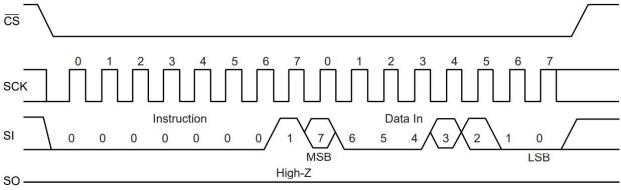 CS
0 1 2 3 4 5 6 7 0 1 2 3 4 5 6 7
SCK
Instruction Data In
SI 0 0 0 0 0 0 0 1 7 6 5 4 3 2 1 0
MSB LSB
High-Z
SO